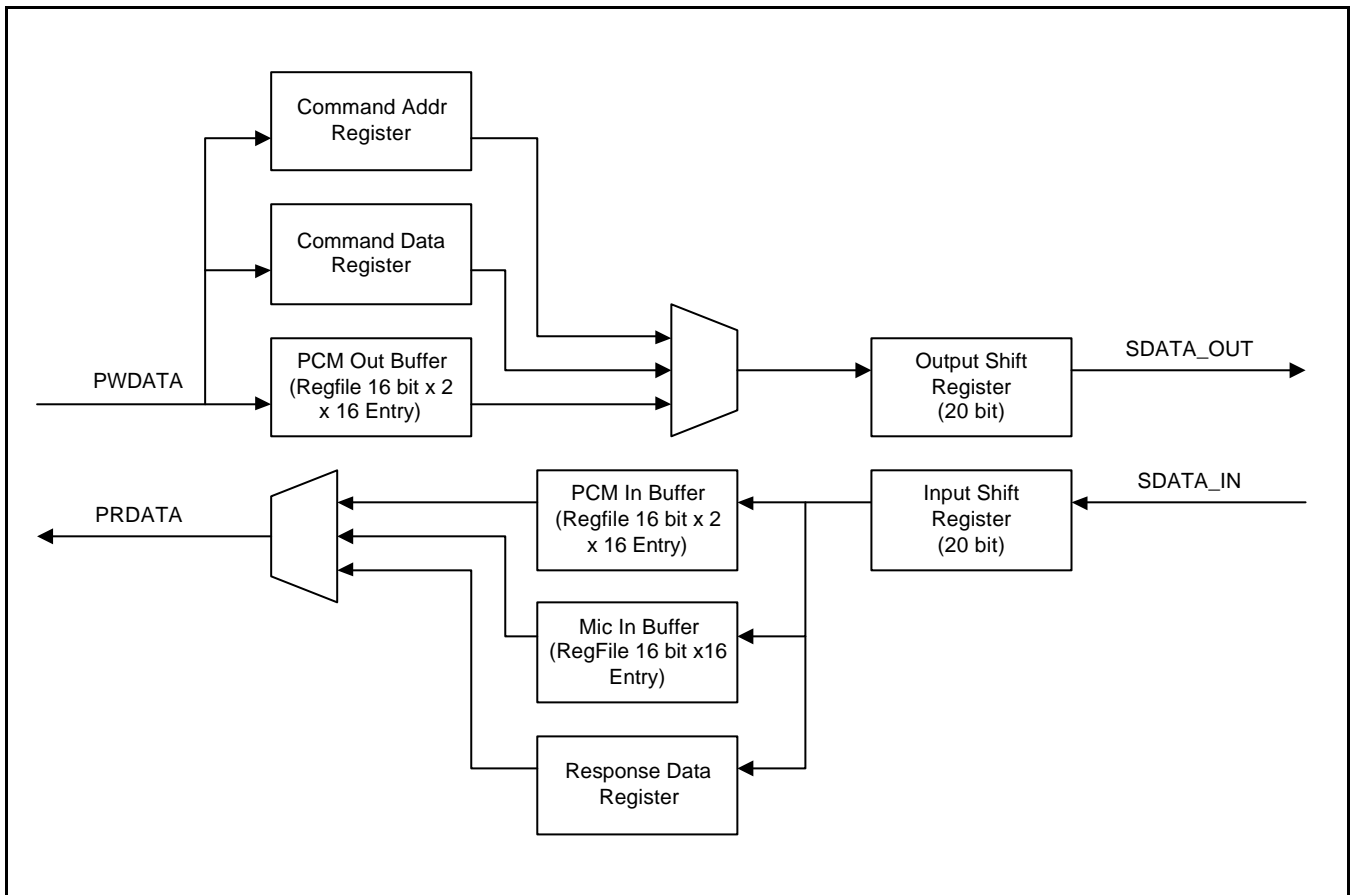 Command Addr
Register
Command Data
Register
PWDATA
PCM Out Buffer
(Regfile 16 bit x 2
x 16 Entry)
Output Shift
Register
(20 bit)
SDATA_OUT
PRDATA
PCM In Buffer
(Regfile 16 bit x 2
x 16 Entry)
Input Shift
Register
(20 bit)
SDATA_IN
Mic In Buffer
(RegFile 16 bit x16
Entry)
Response Data
Register